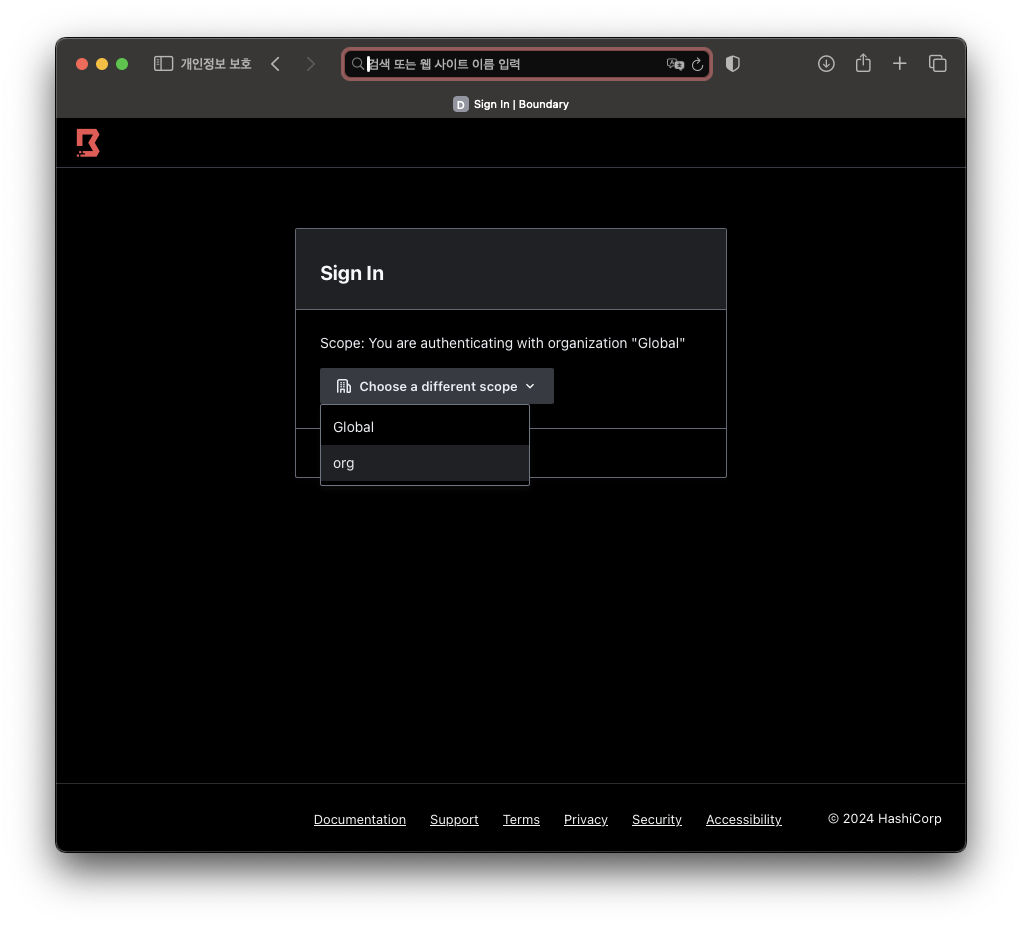 개인정보 보호
검색 또는 웹 사이트 이름 입력
D Sign In | Boundary
Sign In
Scope: You are authenticating with organization "Global"
Choose a different scope
Global
org
Documentation Support Terms Privacy Security Accessibility © 2024 HashiCorp